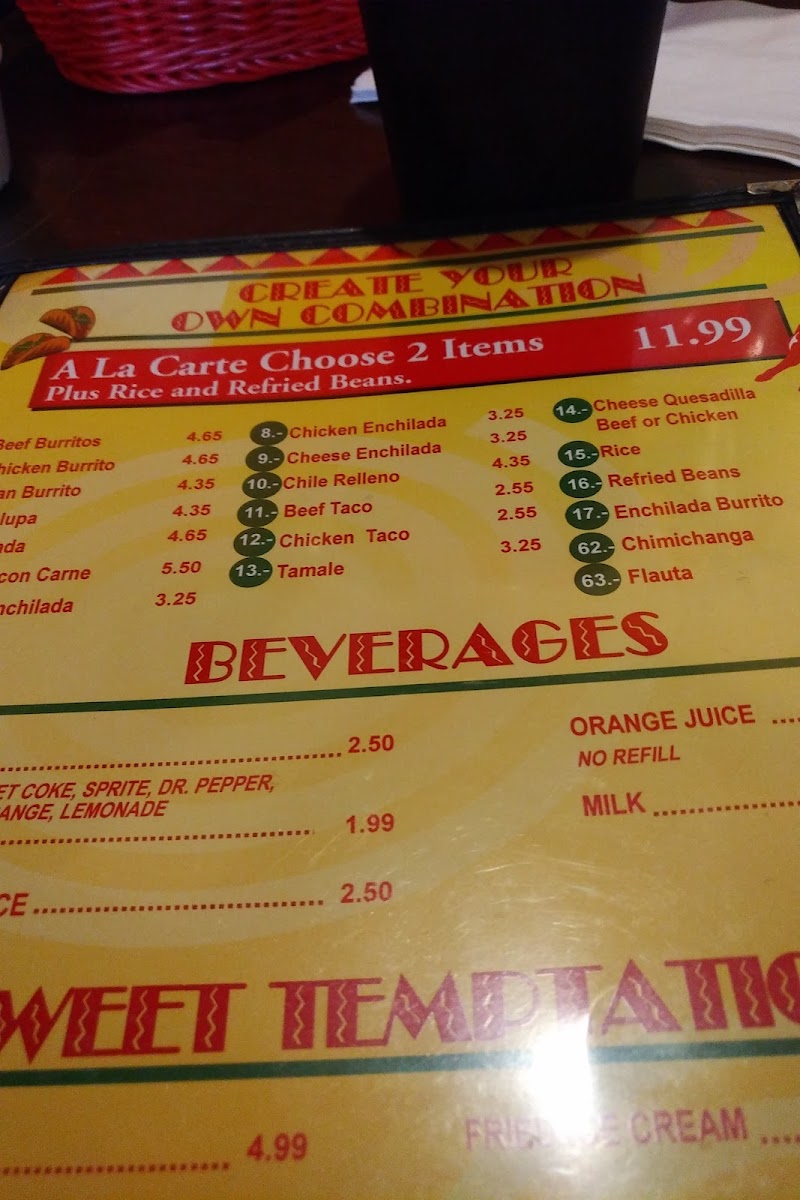 CREATE YOUR
OWN COMBINATION
A La Carte Choose 2 Items 11.99
Plus Rice and Refried Beans.
Beef Burritos 4.65
hicken Burrito 4.65
an Burrito 4.35
lupa 4.35
ada 4.65
con Carne 5.50
nchilada 3.25
8.- Chicken Enchilada 3.25
9.- Cheese Enchilada 3.25
10.- Chile Relleno 4.35
11.- Beef Taco 2.55
12.- Chicken Taco 2.55
13.- Tamale 3.25
14.- Cheese Quesadilla
Beef or Chicken
15.- Rice
16.- Refried Beans
17.- Enchilada Burrito
62.- Chimichanga
63.- Flauta
BEVERAGES
2.50
ET COKE, SPRITE, DR. PEPPER,
ANGE, LEMONADE
1.99
CE 2.50
ORANGE JUICE
NO REFILL
MILK
WEET TEMPTATIO
4.99
FRIED ICE CREAM